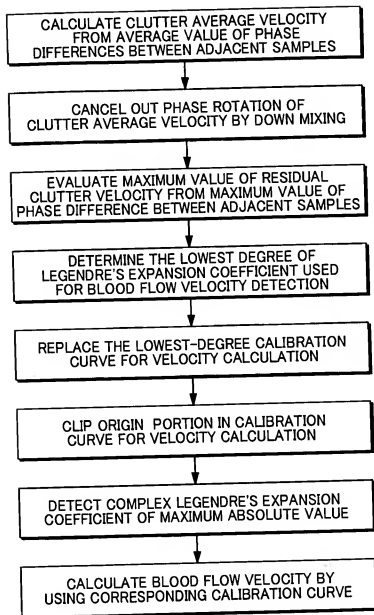 CALCULATE CLUTTER AVERAGE VELOCITY
FROM AVERAGE VALUE OF PHASE
DIFFERENCES BETWEEN ADJACENT SAMPLES
CANCEL OUT PHASE ROTATION OF
CLUTTER AVERAGE VELOCITY BY DOWN MIXING
EVALUATE MAXIMUM VALUE OF RESIDUAL
CLUTTER VELOCITY FROM MAXIMUM VALUE OF
PHASE DIFFERENCE BETWEEN ADJACENT SAMPLES
DETERMINE THE LOWEST DEGREE OF
LEGENDRE'S EXPANSION COEFFICIENT USED
FOR BLOOD FLOW VELOCITY DETECTION
REPLACE THE LOWEST-DEGREE CALIBRATION
CURVE FOR VELOCITY CALCULATION
CLIP ORIGIN PORTION IN CALIBRATION
CURVE FOR VELOCITY CALCULATION
DETECT COMPLEX LEGENDRE'S EXPANSION
COEFFICIENT OF MAXIMUM ABSOLUTE VALUE
CALCULATE BLOOD FLOW VELOCITY BY
USING CORRESPONDING CALIBRATION CURVE